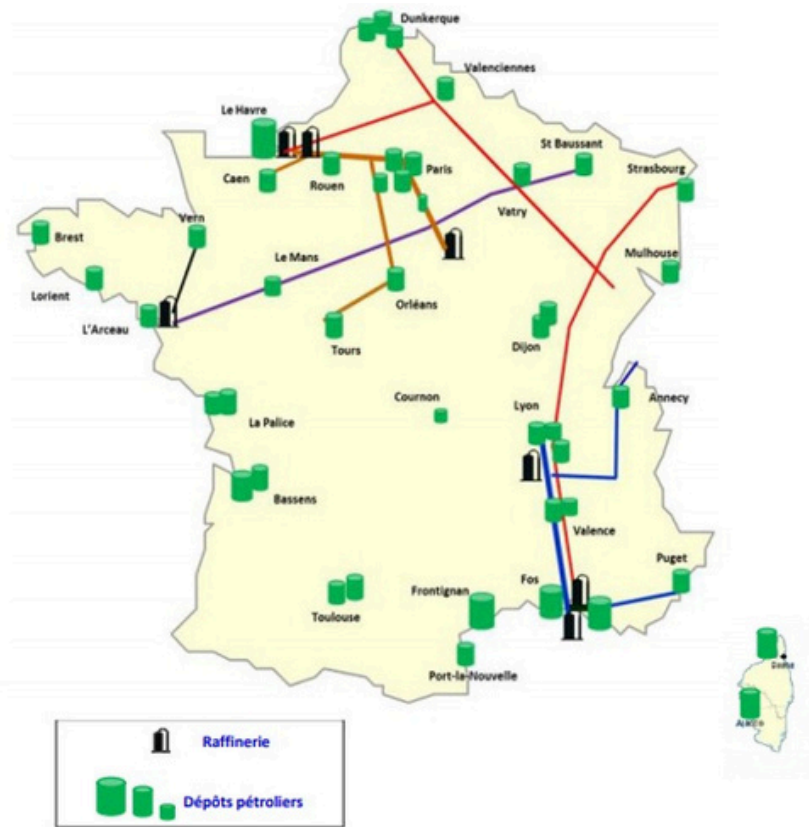 Dunkerque
Valenciennes
Le Havre
St Baussant
Caen
Rouen
Paris
Strasbourg
Vern
Vatry
Brest
Le Mans
Mulhouse
Lorient
Orléans
L'Arceau
Dijon
Tours
Cournon
Lyon
Annecy
La Palice
Bassens
Valence
Puget
Fos
Frontignan
Toulouse
Port-la-Nouvelle
Raffinerie
Dépôts pétroliers